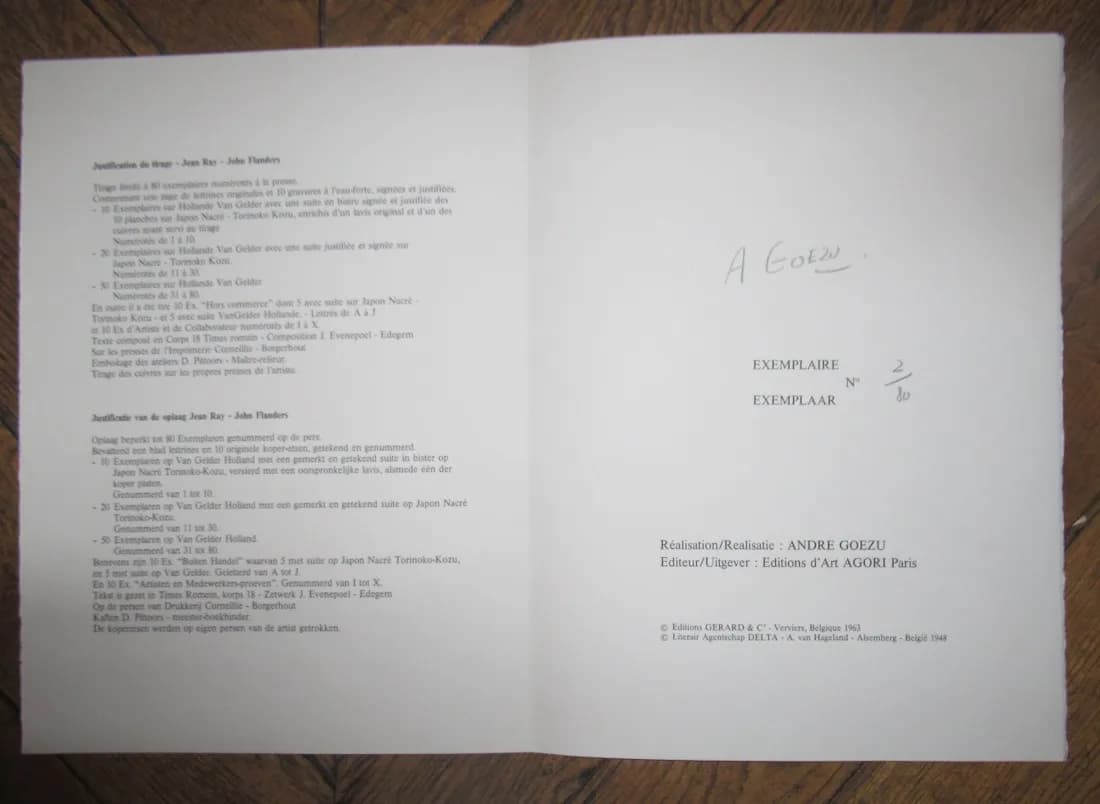 Justification du tirage - Jean Ray - John Flanders
Tirage limité à 80 exemplaires numérotés à la presse.
Comprenant une page de lettrines originales et 10 gravures à l'eau-forte, signées et justifiées.
- 10 Exemplaires sur Hollande Van Gelder avec une suite en bistre signée et justifiée des
10 planches sur Japon Nacré - Torinoko Kozu, enrichis d'un lavis original et d'un des
cuivres ayant servi au tirage
Numérotés de 1 à 10.
- 20 Exemplaires sur Hollande Van Gelder avec une suite justifiée et signée sur
Japon Nacré - Torinoko Kozu.
Numérotés de 11 à 30.
- 50 Exemplaires sur Hollande Van Gelder
Numérotés de 31 à 80.
En outre il a été tiré 10 Ex. "Hors commerce" dont 5 avec suite sur Japon Nacré -
Torinoko Kozu - et 5 avec suite VanGelder Hollande. - Lettrés de A à J
et 10 Ex d'Artiste et de Collaborateur numérotés de I à X.
Texte composé en Corps 18 Times romain - Composition J. Evenepoel - Edegem
Sur les presses de l'Imprimerie Corneillie - Borgerhout
Emboîtage des ateliers D. Pittoors - Maître-relieur.
Tirage des cuivres sur les propres presses de l'artiste.
Justificatie van de oplaag Jean Ray - John Flanders
Oplaag beperkt tot 80 Exemplaren genummerd op de pers.
Bevattend een blad lettrines en 10 originele koper-etsen, getekend en genummerd.
- 10 Exemplaren op Van Gelder Holland met een gemerkt en getekend suite in bister op
Japon Nacré Torinoko-Kozu, versierd met een oorspronkelijke lavis, alsmede één der
koper platen.
Genummerd van 1 tot 10.
- 20 Exemplaren op Van Gelder Holland met een gemerkt en getekend suite op Japon Nacré
Torinoko-Kozu.
Genummerd van 11 tot 30.
- 50 Exemplaren op Van Gelder Holland.
Genummerd van 31 tot 80.
Benevens zijn 10 Ex. "Buiten Handel" waarvan 5 met suite op Japon Nacré Torinoko-Kozu,
en 5 met suite op Van Gelder. Geletterd van A tot J.
En 10 Ex. "Artisten en Medewerkers-proeven". Genummerd van I tot X.
Tekst is gezet in Times Romein, korps 18 - Zetwerk J. Evenepoel - Edegem
Op de persen van Drukkerij Corneillie - Borgerhout
Kaften D. Pittoors - meester-boekbinder.
De koperetsen werden op eigen persen van de artist getrokken.
A GOEZU.
EXEMPLAIRE
N° 2/80
EXEMPLAAR
Réalisation/Realisatie : ANDRE GOEZU
Editeur/Uitgever : Editions d'Art AGORI Paris
© Editions GERARD & C° - Verviers, Belgique 1963
© Literair Agentschap DELTA - A. van Hageland - Alsemberg - België 1948